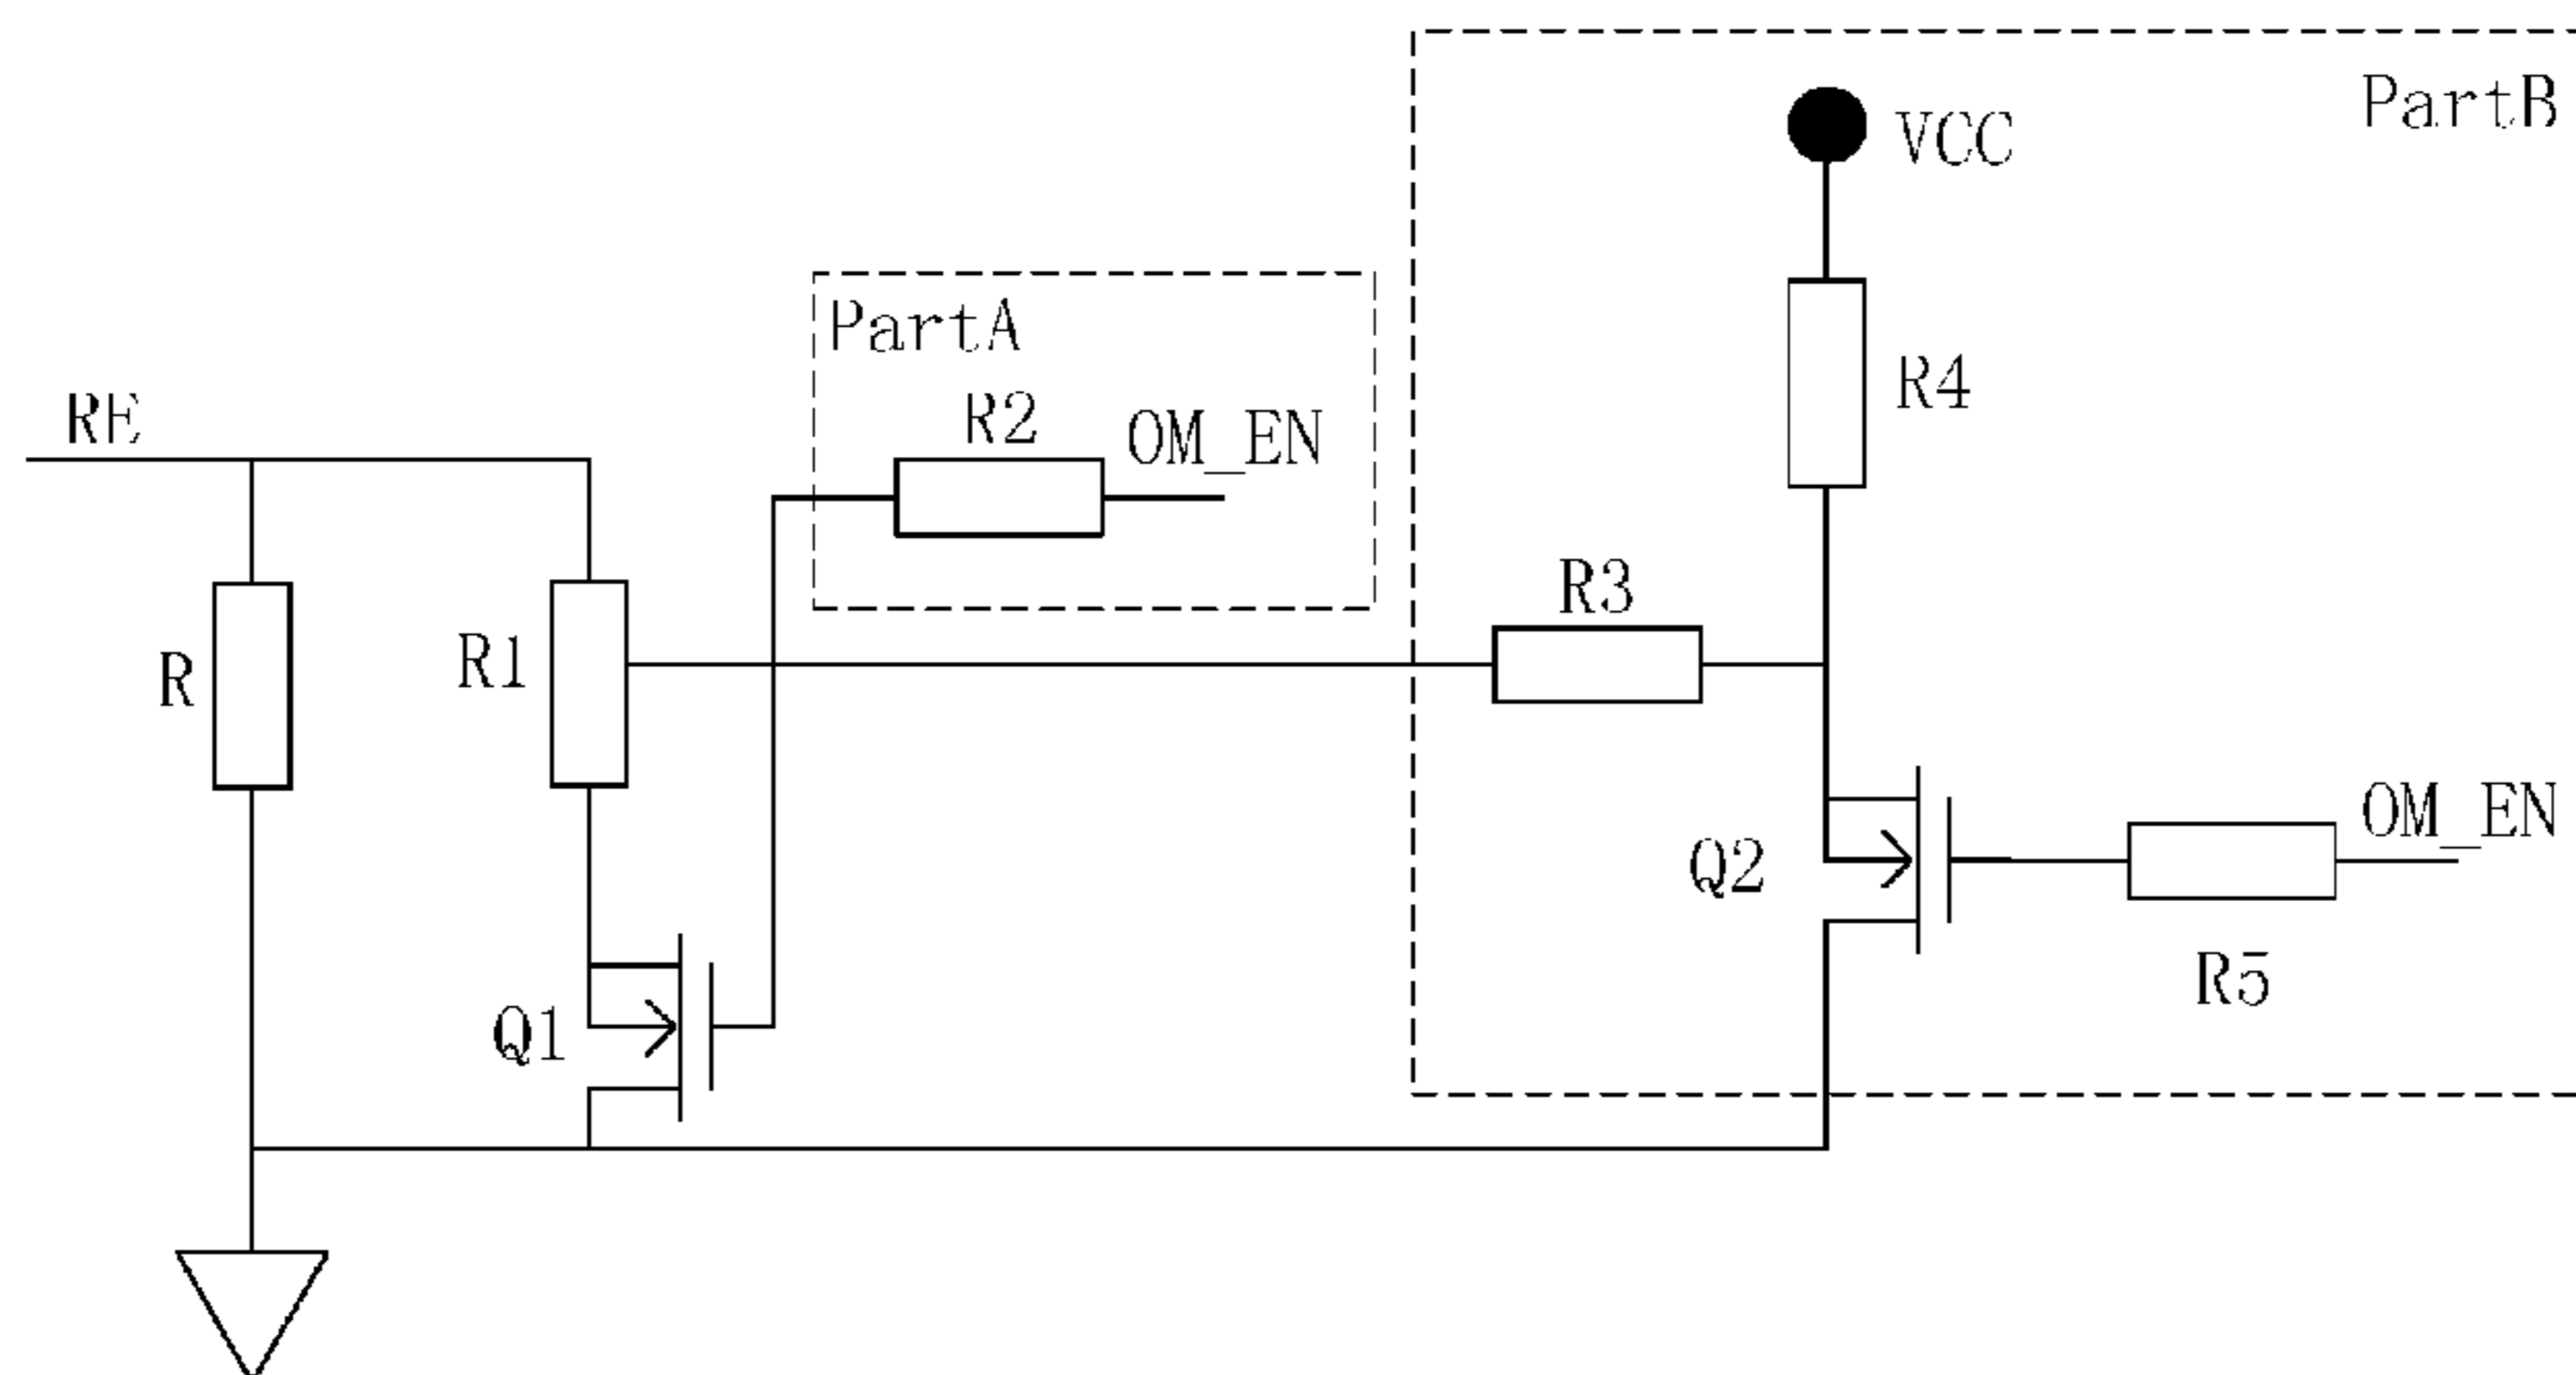 PartB
VCC
PartA
R4
RE
R2
OM_EN
R3
R
R1
OM_EN
Q2
R5
Q1